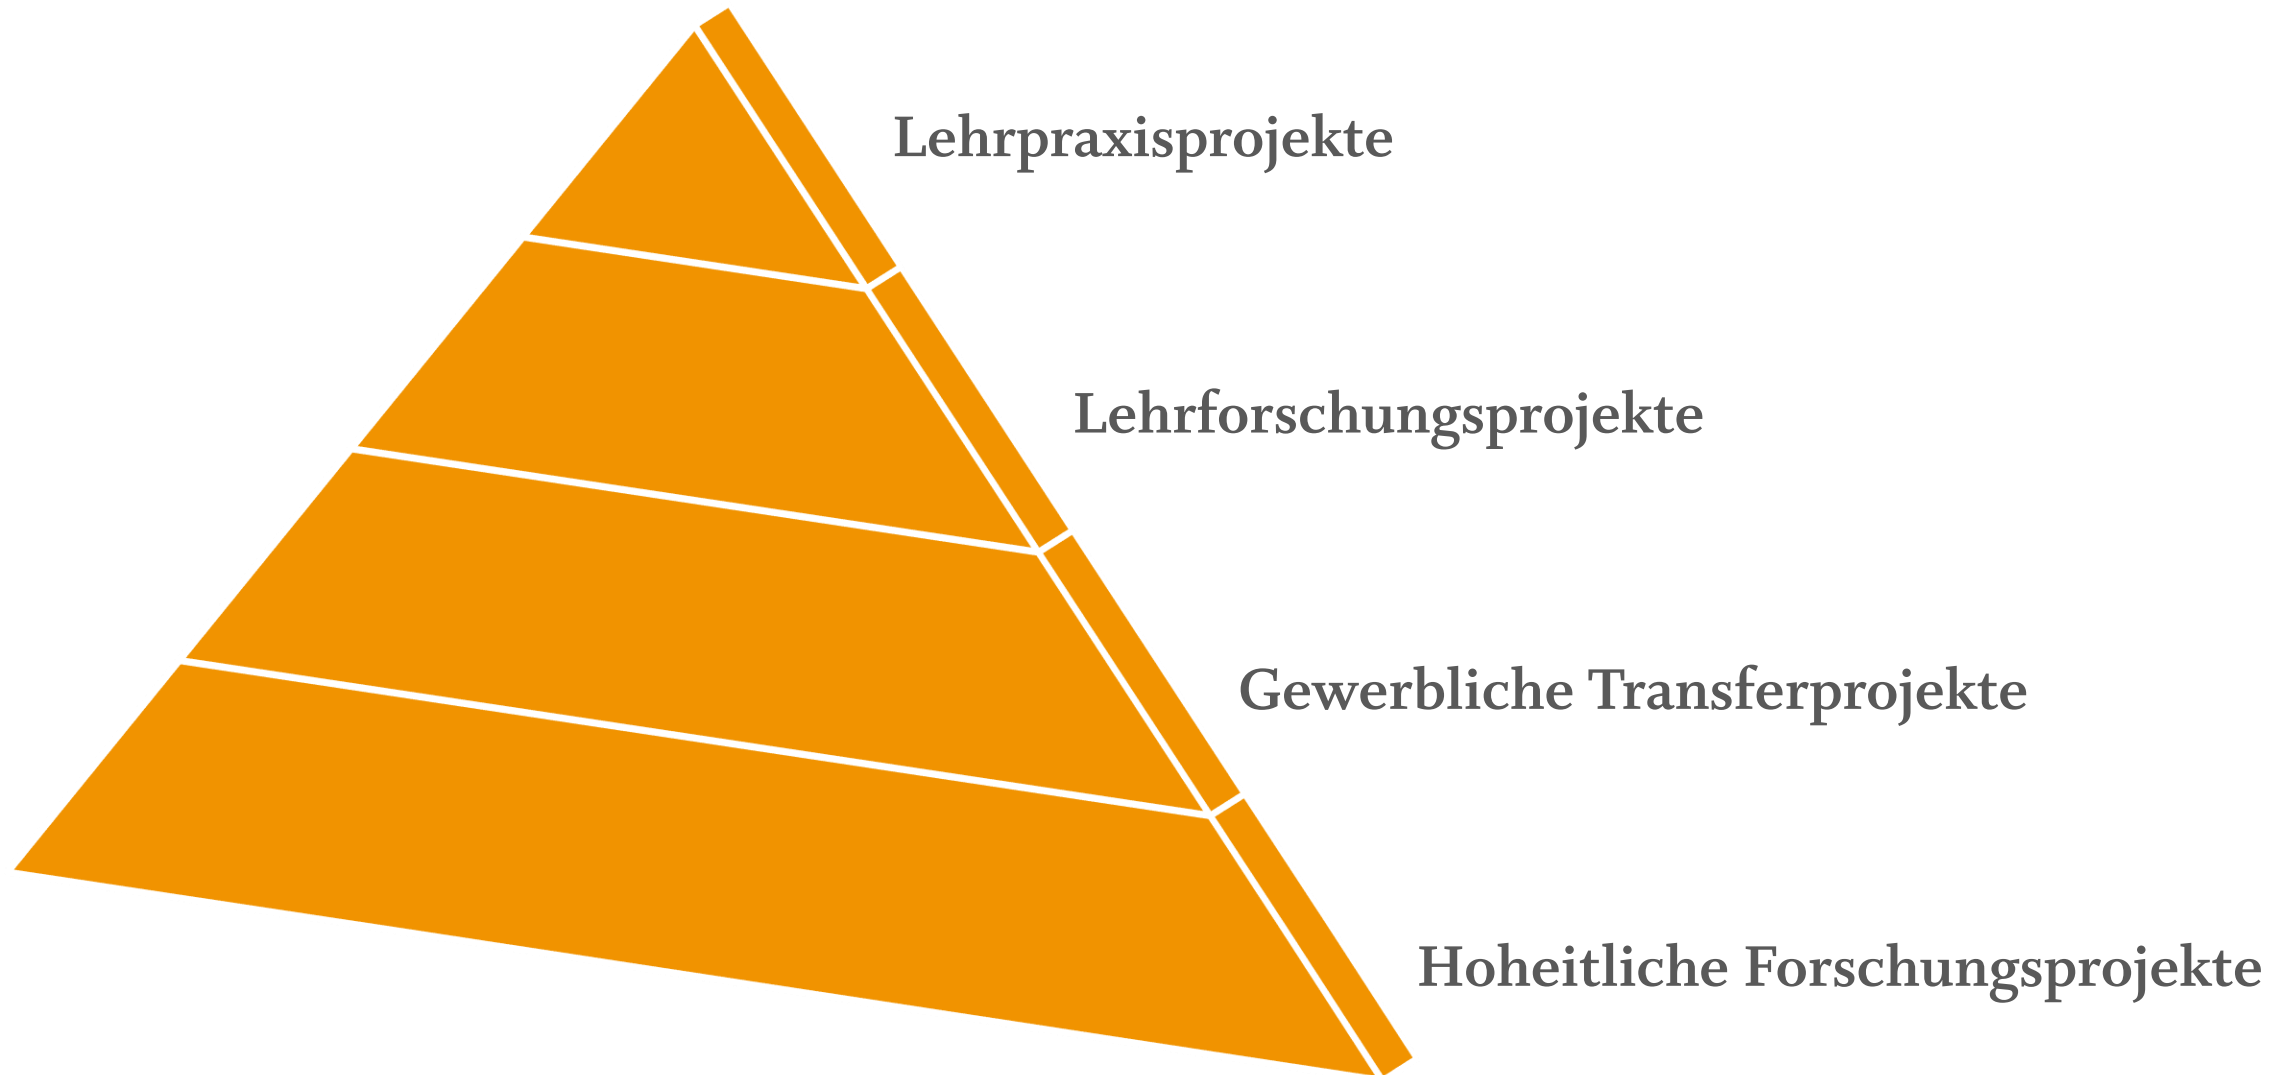 Lehrpraxisprojekte
Lehrforschungsprojekte
Gewerbliche Transferprojekte
Hoheitliche Forschungsprojekte